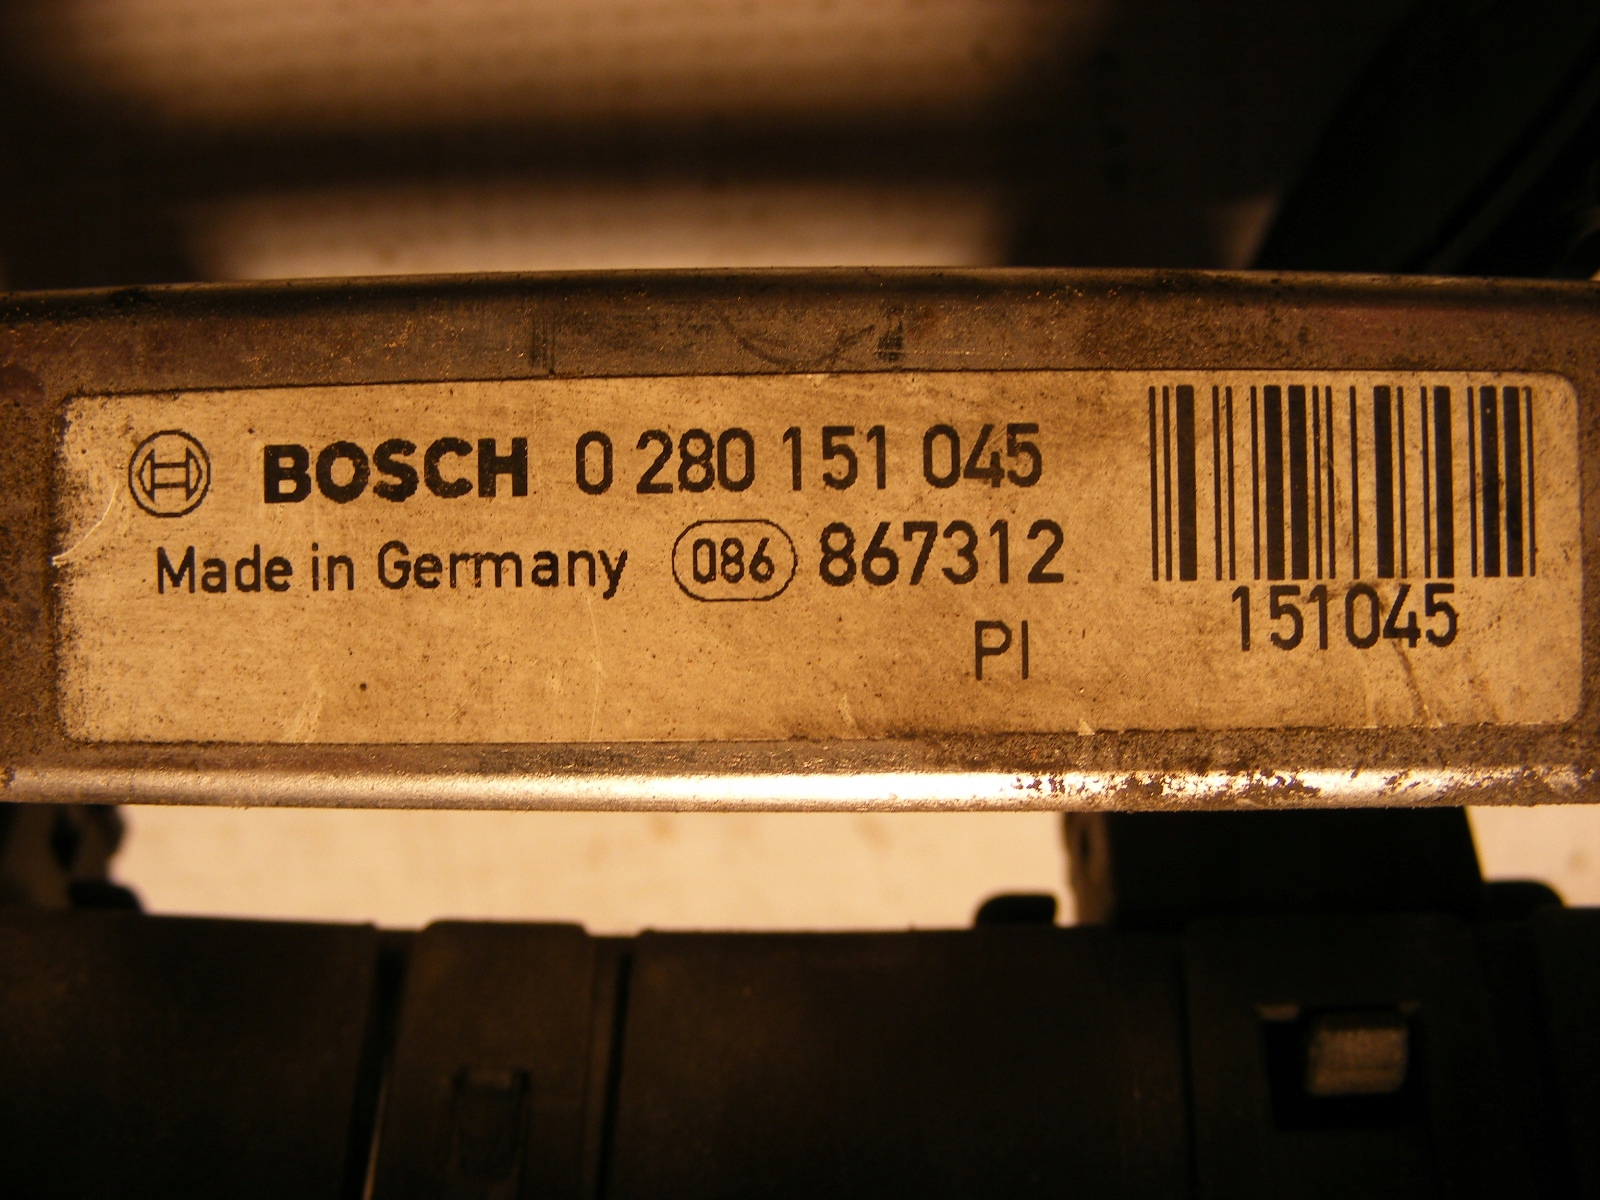 BOSCH 0 280 151 045
Made in Germany 086 867312
PI
151045